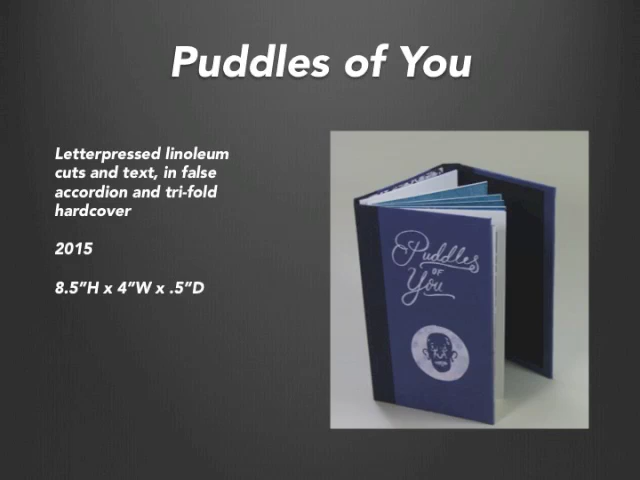 Puddles of You
Letterpressed linoleum
cuts and text, in false
accordion and tri-fold
hardcover
2015
8.5”H x 4”W x .5”D
Puddles
OF
You